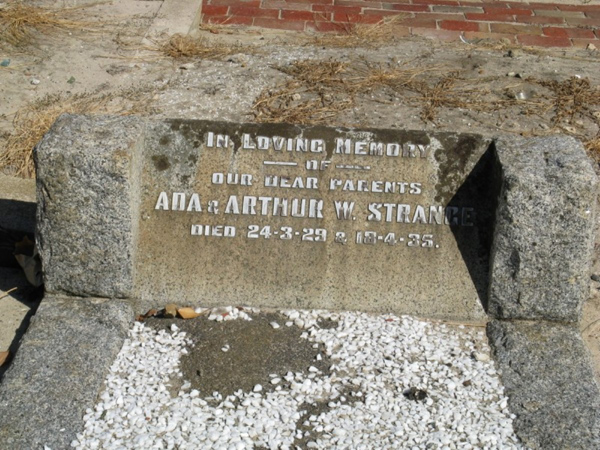 IN LOVING MEMORY
OF
OUR DEAR PARENTS
ADA & ARTHUR W. STRANGE
DIED 24-3-29 & 18-4-35.